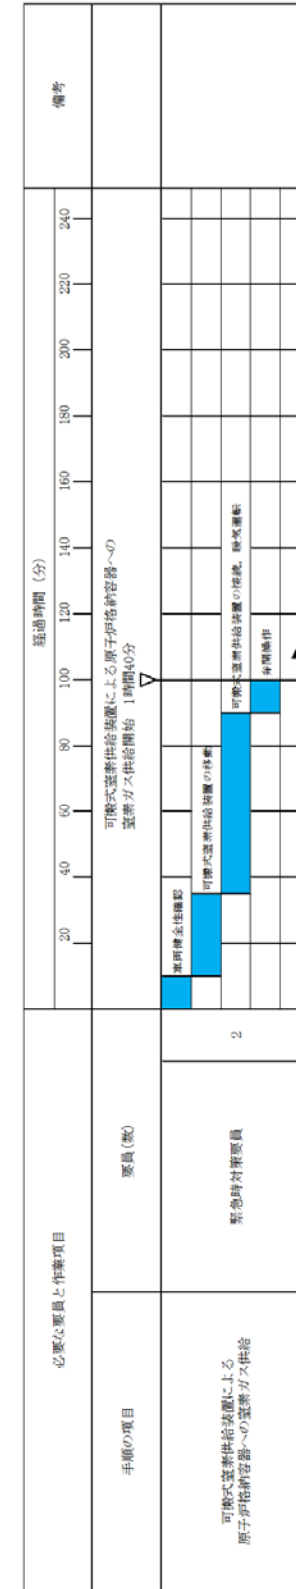 必要な要員と作業項目
経過時間（分）
備考
20 40 60 80 100 120 140 160 180 200 220 240
手順の項目
要員(数)
可搬式窒素供給装置による原子炉格納容器への
窒素ガス供給開始 1時間40分
可搬式窒素供給装置による
原子炉格納容器への窒素ガス供給
緊急時対策要員
2
車両健全性確認
可搬式窒素供給装置の移動
可搬式窒素供給装置の接続，暖気運転
弁開操作